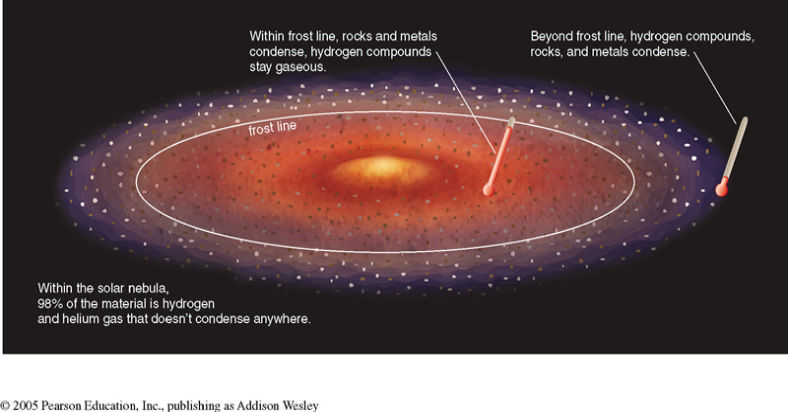 Within frost line, rocks and metals
condense, hydrogen compounds
stay gaseous.
Beyond frost line, hydrogen compounds,
rocks, and metals condense.
frost line
Within the solar nebula,
98% of the material is hydrogen
and helium gas that doesn't condense anywhere.
© 2005 Pearson Education, Inc., publishing as Addison Wesley